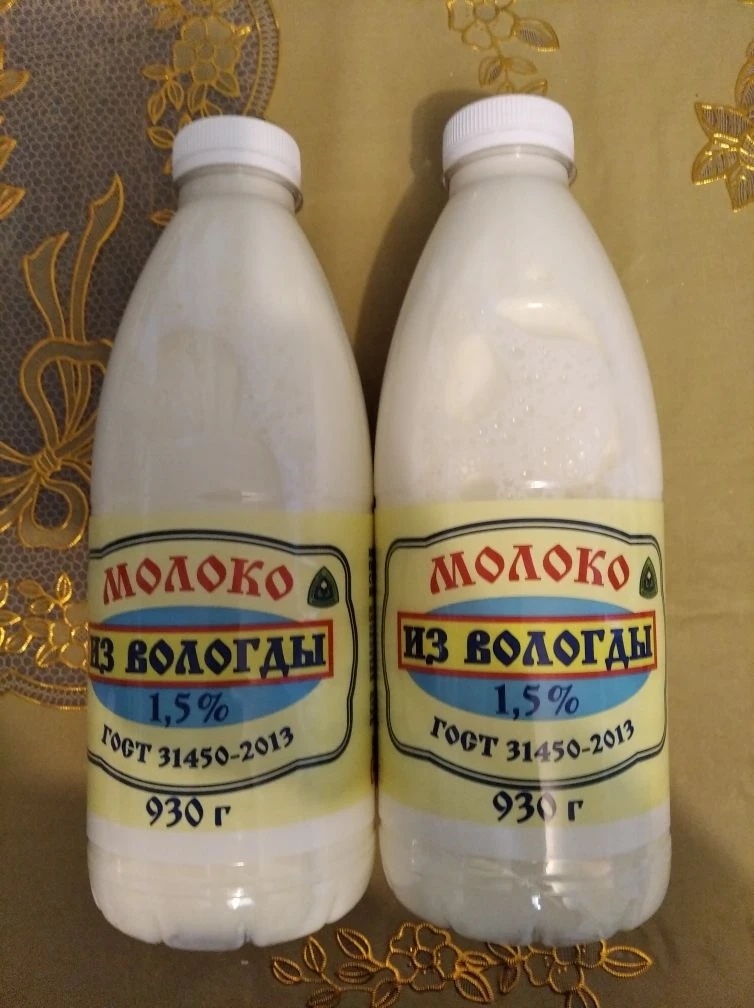 МОЛОКО
ИЗ ВОЛОГДЫ
1,5%
ГОСТ 31450-2013
930 г
МОЛОКО
ИЗ ВОЛОГДЫ
1,5%
ГОСТ 31450-2013
930 г